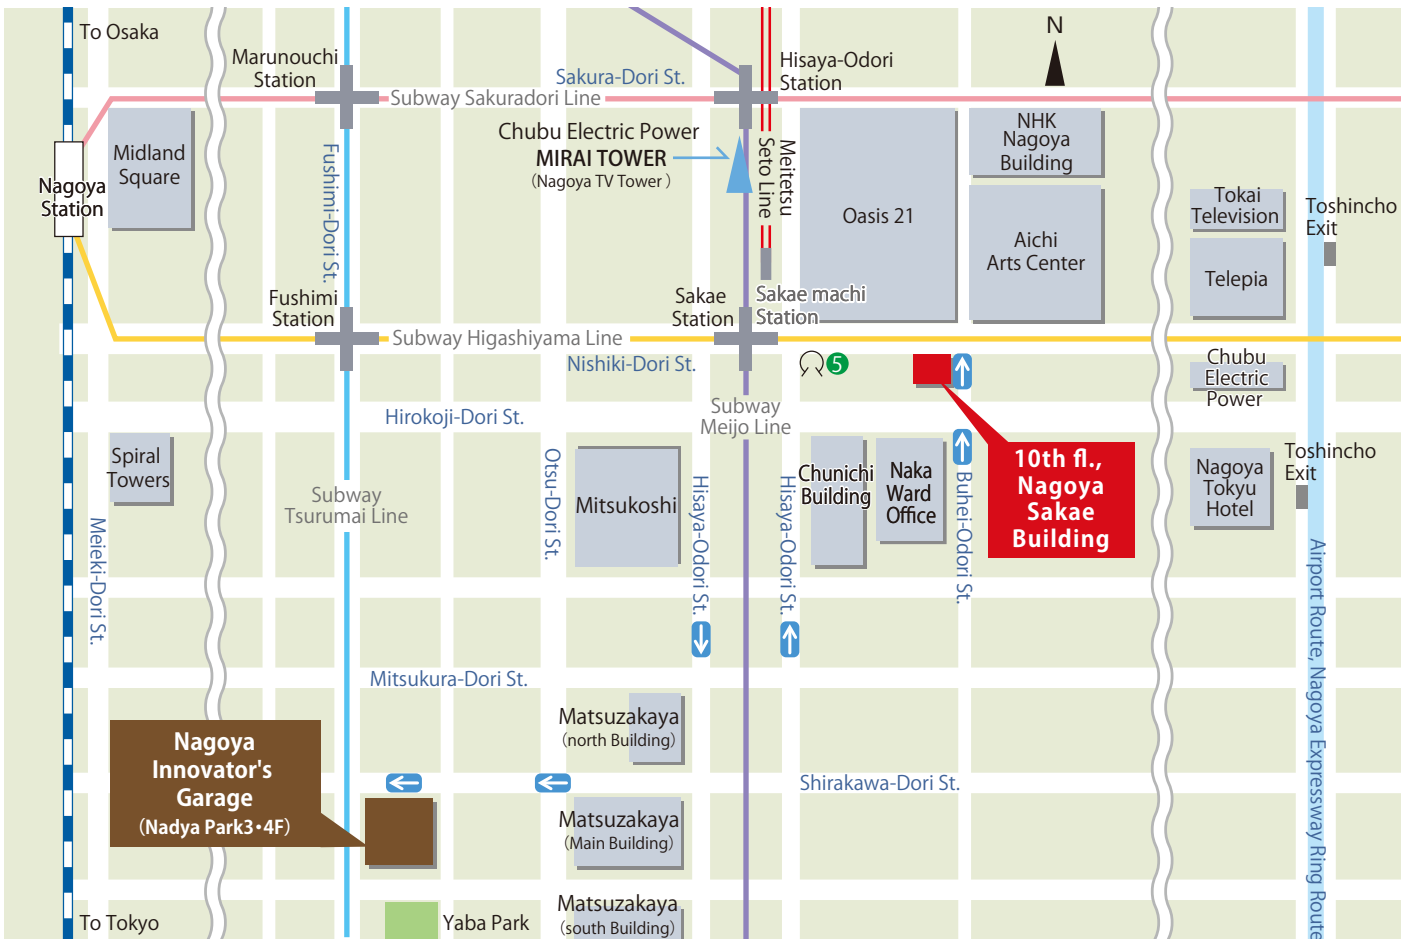 To Osaka
Marunouchi
Station
Sakura-Dori St.
Hisaya-Odori
Station
N
Subway Sakuradori Line
Midland
Square
Nagoya
Station
Fushimi-Dori St.
Chubu Electric Power
MIRAI TOWER
(Nagoya TV Tower)
Meitetsu
Seto Line
Oasis 21
NHK
Nagoya
Building
Aichi
Arts Center
Tokai
Television
Telepia
Toshincho
Exit
Fushimi
Station
Sakae
Station
Sakae machi
Station
Subway Higashiyama Line
Nishiki-Dori St.
5
Chubu
Electric
Power
Hirokoji-Dori St.
Subway
Meijo Line
Spiral
Towers
Subway
Tsurumai Line
Otsu-Dori St.
Mitsukoshi
Hisaya-Odori St.
Hisaya-Odori St.
Chunichi
Building
Naka
Ward
Office
Buhei-Odori St.
10th fl.,
Nagoya
Sakae
Building
Nagoya
Tokyu
Hotel
Toshincho
Exit
Meieki-Dori St.
Airport Route, Nagoya Expressway Ring Route
Mitsukura-Dori St.
Matsuzakaya
(north Building)
Nagoya
Innovator's
Garage
(Nadya Park3・4F)
Shirakawa-Dori St.
Matsuzakaya
(Main Building)
Matsuzakaya
(south Building)
Yaba Park
To Tokyo